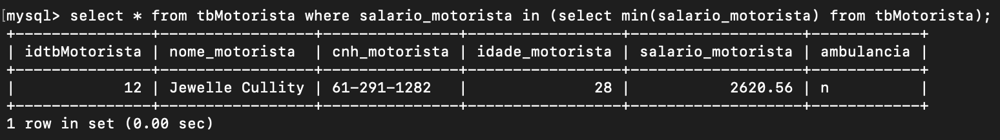 [mysql> select * from tbMotorista where salario_motorista in (select min(salario_motorista) from tbMotorista);
+----------------+-----------------+----------------+------------------+--------------------+------------+
| idtbMotorista | nome_motorista | cnh_motorista | idade_motorista | salario_motorista | ambulancia |
+----------------+-----------------+----------------+------------------+--------------------+------------+
| 12 | Jewelle Cullity | 61-291-1282 | 28 | 2620.56 | n |
+----------------+-----------------+----------------+------------------+--------------------+------------+
1 row in set (0.00 sec)